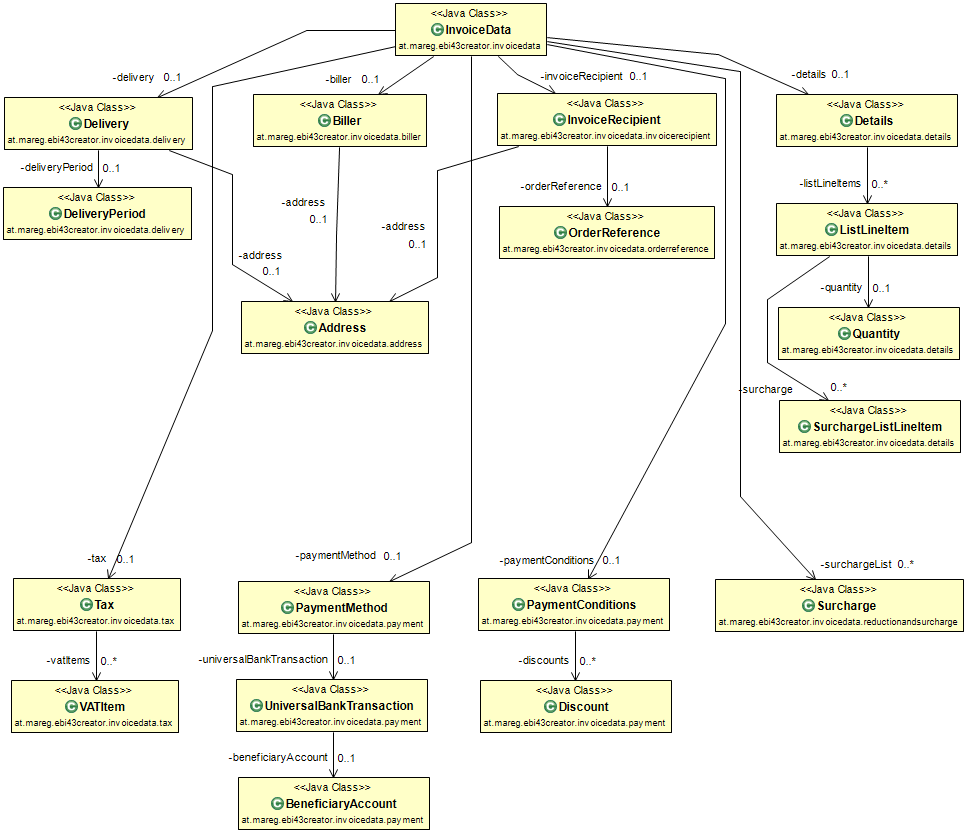 <<Java Class>>
InvoiceData
at.mareg.ebi43creator.invoicedata
-delivery 0..1
-biller 0..1
-invoiceRecipient 0..1
-details 0..1
<<Java Class>>
Delivery
at.mareg.ebi43creator.invoicedata.delivery
<<Java Class>>
Biller
at.mareg.ebi43creator.invoicedata.biller
<<Java Class>>
InvoiceRecipient
at.mareg.ebi43creator.invoicedata.invoicerecipient
<<Java Class>>
Details
at.mareg.ebi43creator.invoicedata.details
-deliveryPeriod 0..1
-orderReference 0..1
-listLineItems 0..*
<<Java Class>>
DeliveryPeriod
at.mareg.ebi43creator.invoicedata.delivery
-address
0..1
-address
0..1
-address
0..1
<<Java Class>>
OrderReference
at.mareg.ebi43creator.invoicedata.orderreference
<<Java Class>>
ListLineItem
at.mareg.ebi43creator.invoicedata.details
-quantity 0..1
<<Java Class>>
Address
at.mareg.ebi43creator.invoicedata.address
<<Java Class>>
Quantity
at.mareg.ebi43creator.invoicedata.details
-surcharge 0..*
<<Java Class>>
SurchargeListLineItem
at.mareg.ebi43creator.invoicedata.details
-tax 0..1
-paymentMethod 0..1
-paymentConditions 0..1
-surchargeList 0..*
<<Java Class>>
Tax
at.mareg.ebi43creator.invoicedata.tax
<<Java Class>>
PaymentMethod
at.mareg.ebi43creator.invoicedata.payment
<<Java Class>>
PaymentConditions
at.mareg.ebi43creator.invoicedata.payment
<<Java Class>>
Surcharge
at.mareg.ebi43creator.invoicedata.reductionandsurcharge
-vatItems 0..*
-universalBankTransaction 0..1
-discounts 0..*
<<Java Class>>
VATItem
at.mareg.ebi43creator.invoicedata.tax
<<Java Class>>
UniversalBankTransaction
at.mareg.ebi43creator.invoicedata.payment
<<Java Class>>
Discount
at.mareg.ebi43creator.invoicedata.payment
-beneficiaryAccount 0..1
<<Java Class>>
BeneficiaryAccount
at.mareg.ebi43creator.invoicedata.payment